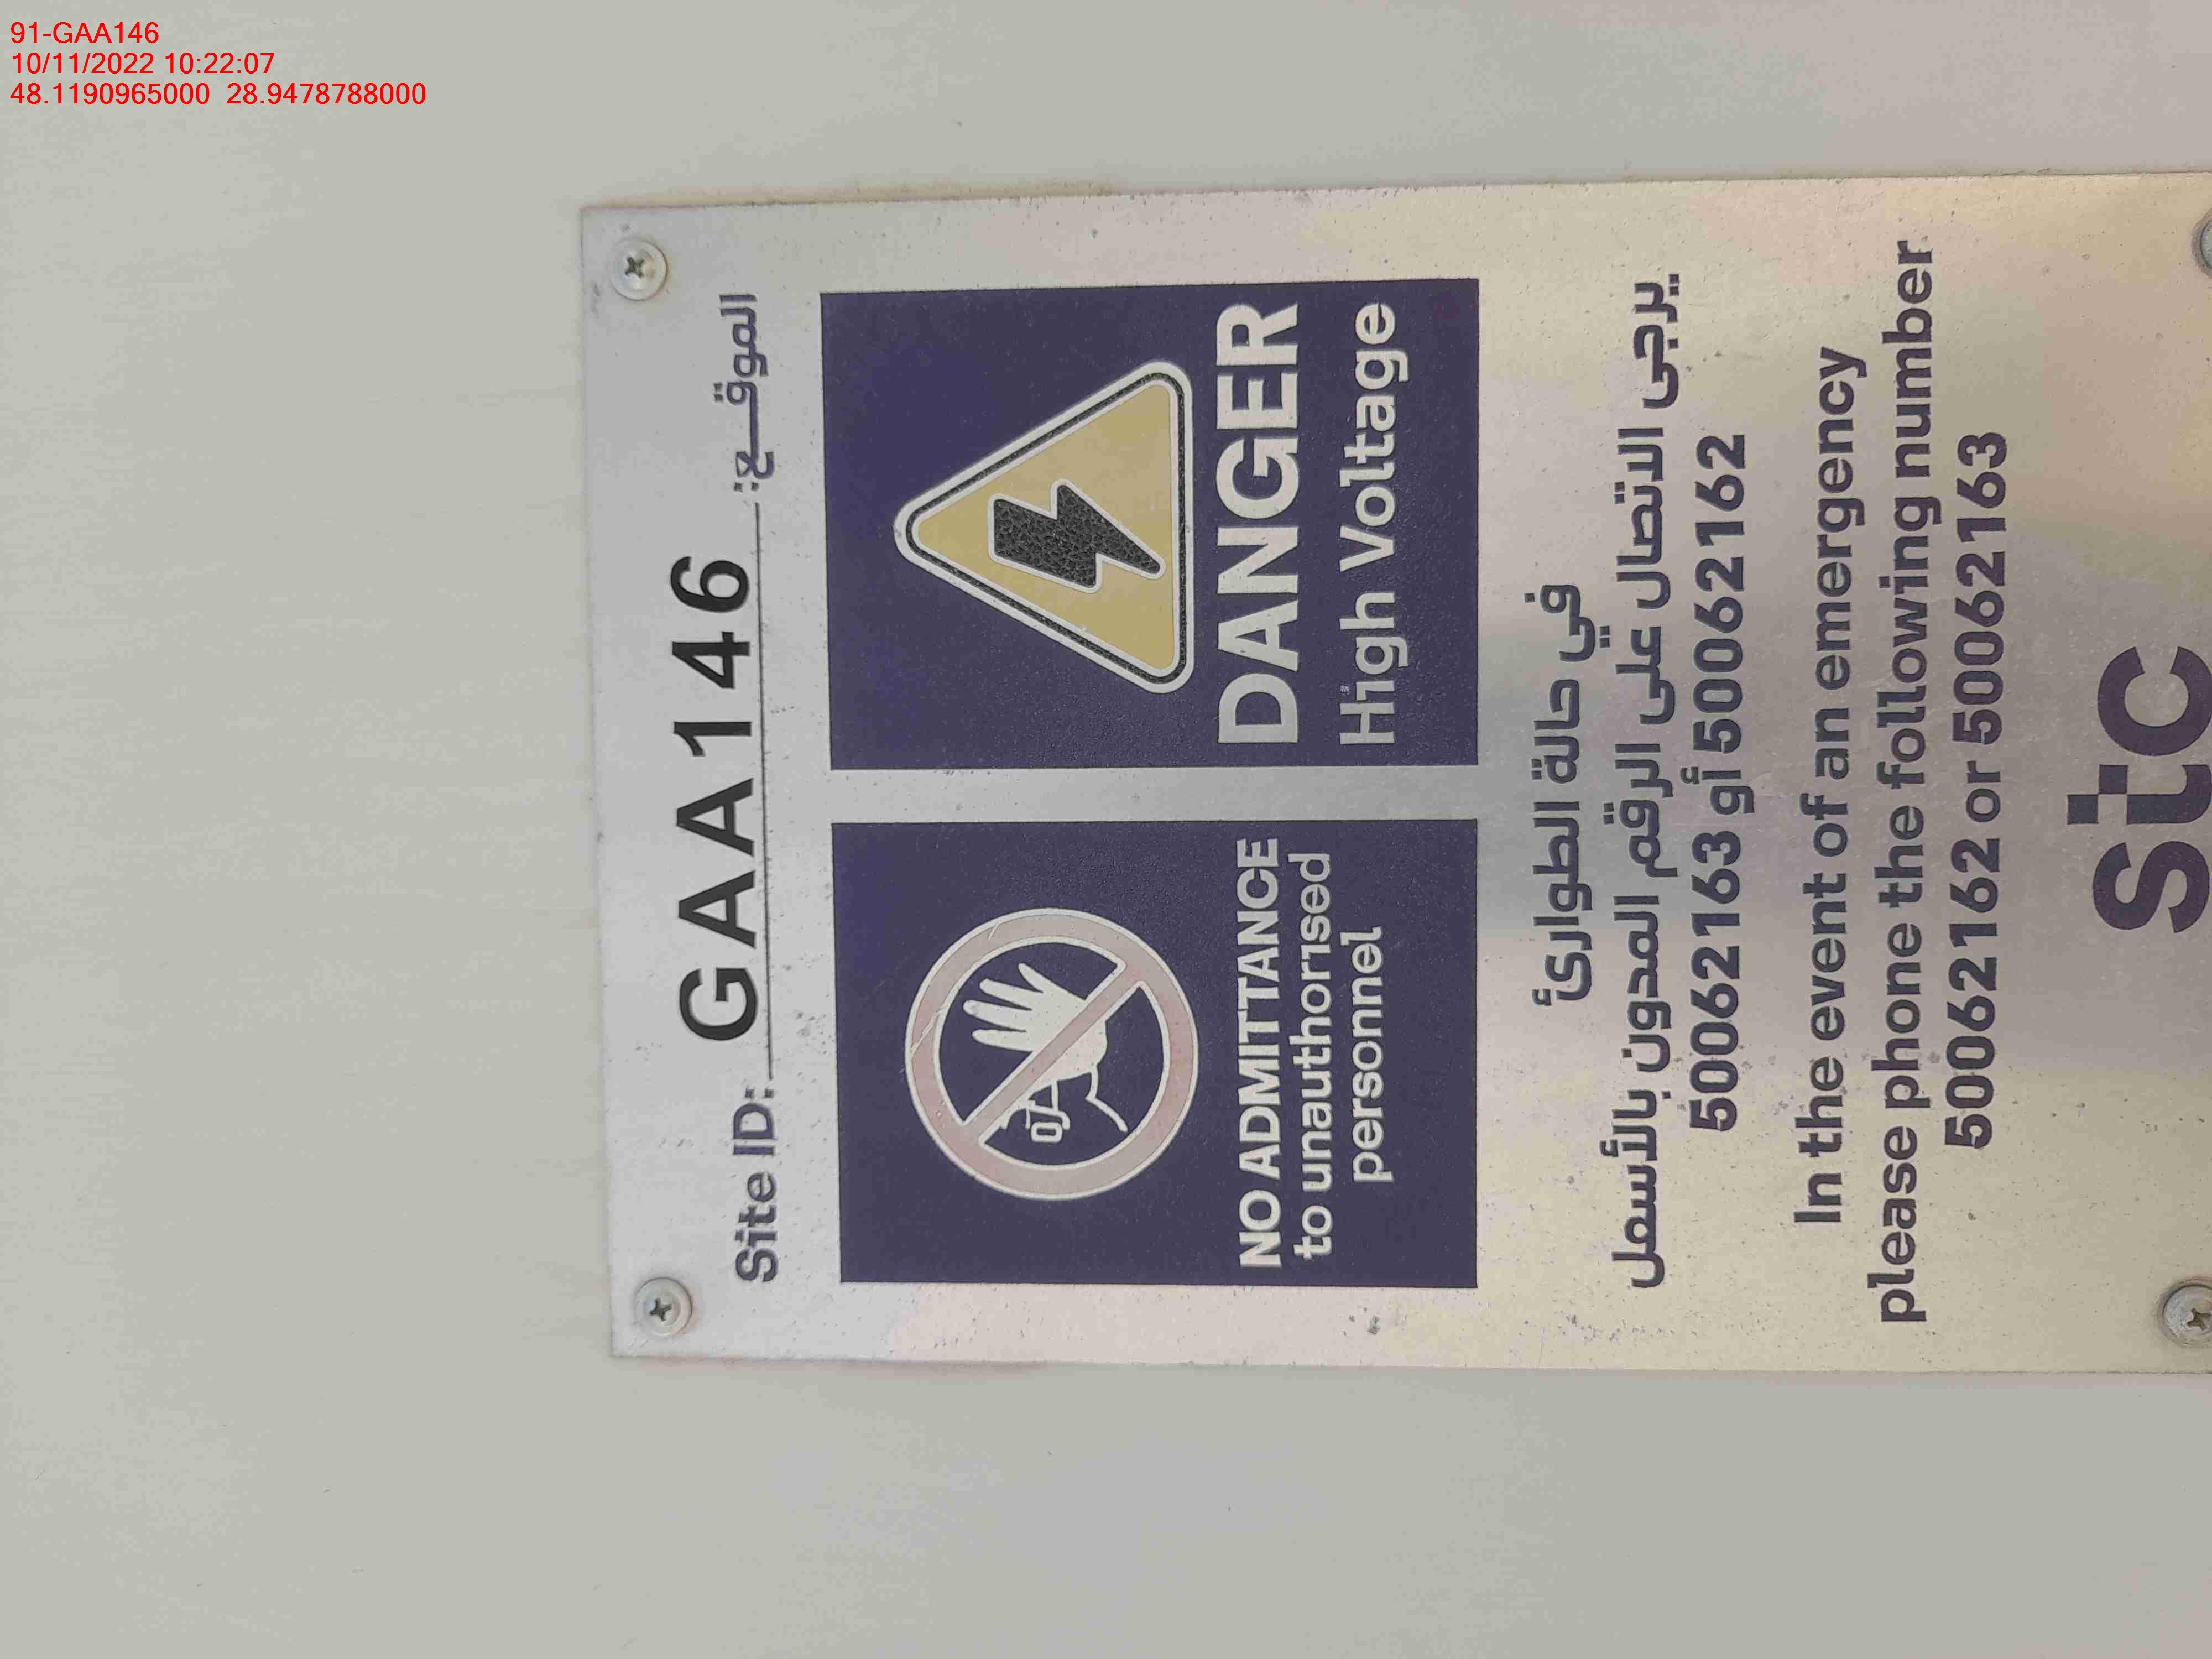 91-GAA146
10/11/2022 10:22:07
48.1190965000 28.9478788000
Site ID: GAA146 الموقـــع:
NO ADMITTANCE
to unauthorised
personnel
DANGER
High Voltage
في حالة الطوارئ
يرجى الاتصال على الرقم المدون بالأسفل
50062162 أو 50062163
In the event of an emergency
please phone the following number
50062162 or 50062163
stc